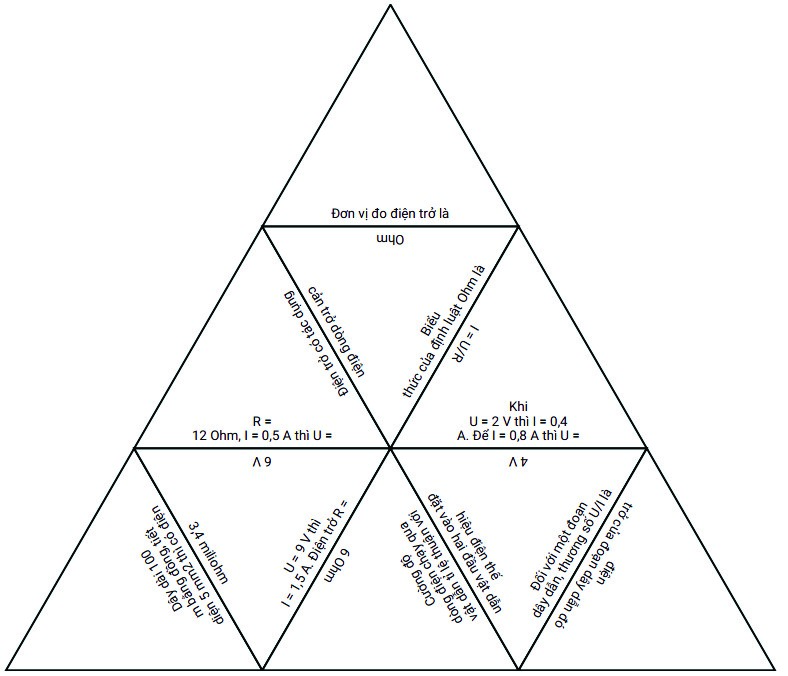 Đơn vị đo điện trở là
Ohm
cản trở dòng điện
Điện trở có tác dụng
Biểu
thức của định luật Ohm là
I = U/R
R =
12 Ohm, I = 0,5 A thì U =
6 V
Khi
U = 2 V thì I = 0,4
A. Để I = 0,8 A thì U =
4 V
3,4 miliohm
Dây dài 100
m bằng đồng, tiết
diện 5 mm2 thì có điện
U = 9 V thì
I = 1,5 A. Điện trở R =
6 Ohm
hiệu điện thế
đặt vào hai đầu vật dẫn
Cường độ
dòng điện chạy qua
vật dẫn tỉ lệ thuận với
Đối với một đoạn
dây dẫn, thương số U/I là
điện
trở của đoạn dây dẫn đó